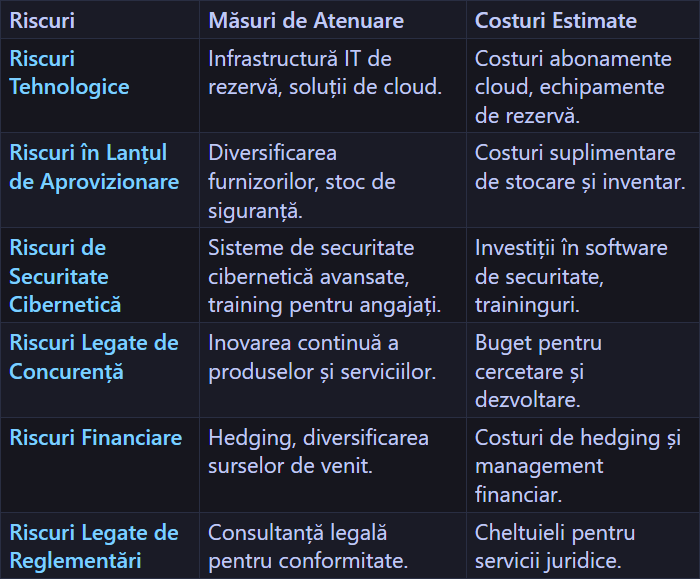 Riscuri
Măsuri de Atenuare
Costuri Estimate
Riscuri
Tehnologice
Infrastructură IT de
rezervă, soluții de cloud.
Costuri abonamente
cloud, echipamente
de rezervă.
Riscuri în Lanțul
de Aprovizionare
Diversificarea
furnizorilor, stoc de
siguranță.
Costuri suplimentare
de stocare și inventar.
Riscuri de
Securitate
Cibernetică
Sisteme de securitate
cibernetică avansate,
training pentru angajați.
Investiții în software
de securitate,
traininguri.
Riscuri Legate de
Concurență
Inovarea continuă a
produselor și serviciilor.
Buget pentru
cercetare și
dezvoltare.
Riscuri Financiare
Hedging, diversificarea
surselor de venit.
Costuri de hedging și
management
financiar.
Riscuri Legate de
Reglementări
Consultanță legală
pentru conformitate.
Cheltuieli pentru
servicii juridice.